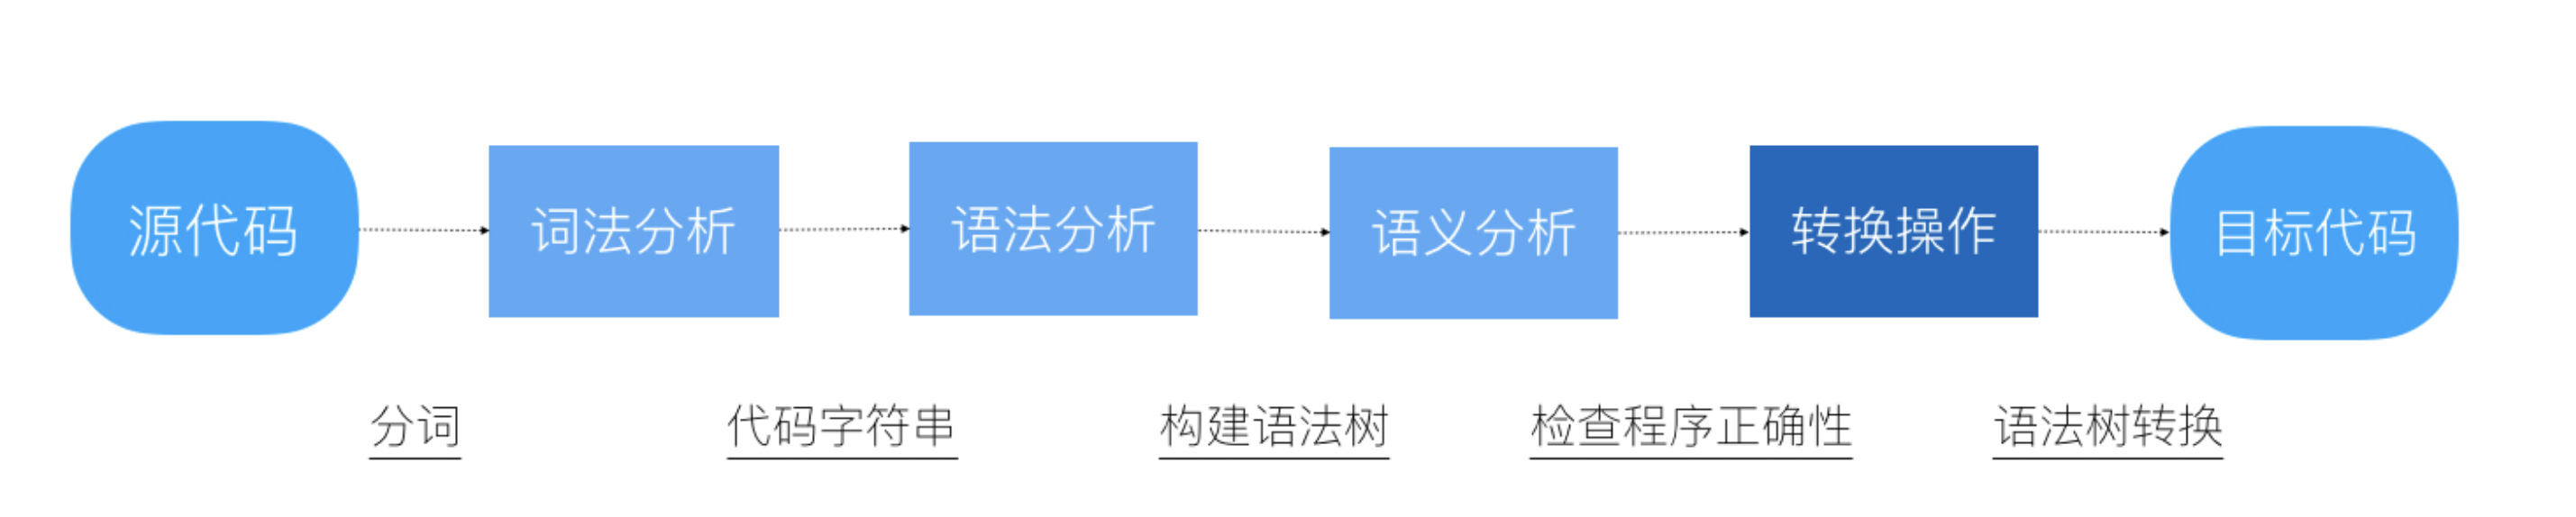 源代码
词法分析
语法分析
语义分析
转换操作
目标代码
分词
代码字符串
构建语法树
检查程序正确性
语法树转换